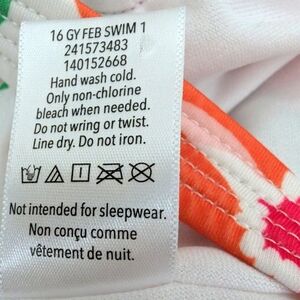 16 GY FEB SWIM 1
241573483
140152668
Hand wash cold.
Only non-chlorine
bleach when needed.
Do not wring or twist.
Line dry. Do not iron.
Not intended for sleepwear.
Non conçu comme
vêtement de nuit.